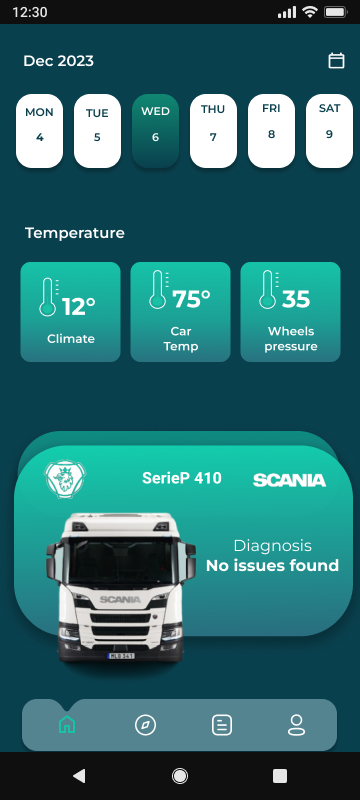 12:30
Dec 2023
MON TUE WED THU FRI SAT
4 5 6 7 8 9
Temperature
12° 75° 35
Climate Car Temp Wheels pressure
SerieP 410 SCANIA
Diagnosis
No issues found
SCANIA